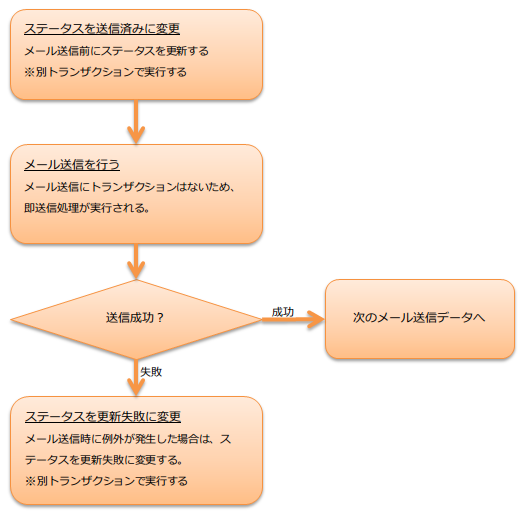 ステータスを送信済みに変更
メール送信前にステータスを更新する
※別トランザクションで実行する
メール送信を行う
メール送信にトランザクションはないため、
即送信処理が実行される。
送信成功？
成功
次のメール送信データへ
失敗
ステータスを更新失敗に変更
メール送信時に例外が発生した場合は、ス
テータスを更新失敗に変更する。
※別トランザクションで実行する